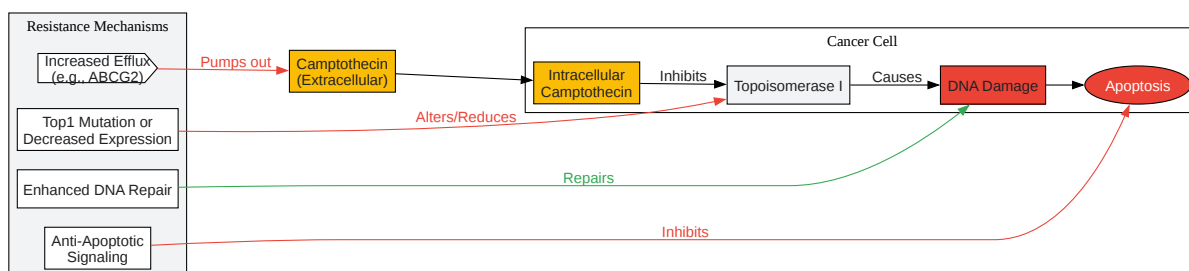 Resistance Mechanisms
Increased Efflux
(e.g., ABCG2)
Pumps out
Camptothecin
(Extracellular)
Cancer Cell
Intracellular
Camptothecin
Inhibits
Topoisomerase I
Causes
DNA Damage
Apoptosis
Top1 Mutation or
Decreased Expression
Alters/Reduces
Enhanced DNA Repair
Repairs
Anti-Apoptotic
Signaling
Inhibits